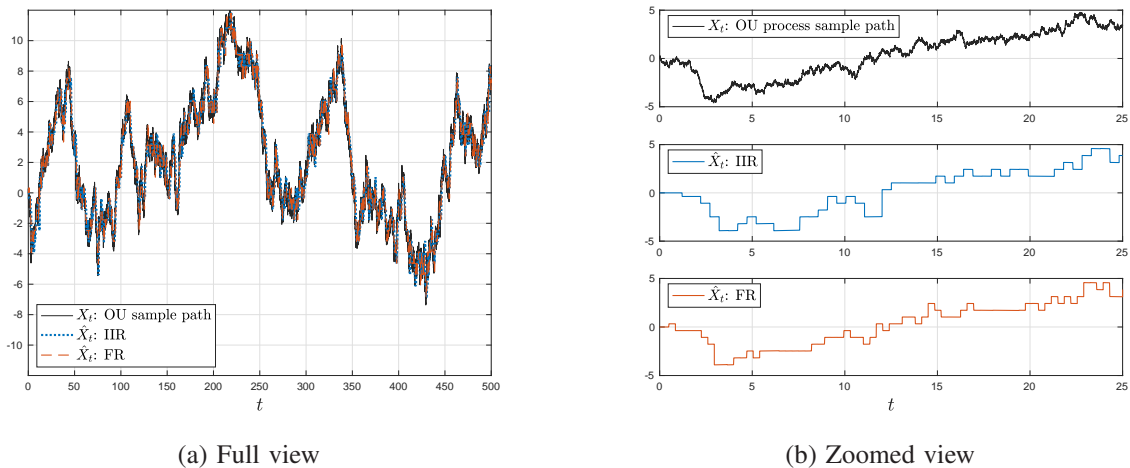 10
8
6
4
2
0
-2
-4
-6
-8
-10
X_t: OU sample path
X̂_t: IIR
X̂_t: FR
0 50 100 150 200 250 300 350 400 450 500
t
(a) Full view
5
0
-5
X_t: OU process sample path
0 5 10 15 20 25
5
0
-5
X̂_t: IIR
0 5 10 15 20 25
5
0
-5
X̂_t: FR
0 5 10 15 20 25
t
(b) Zoomed view